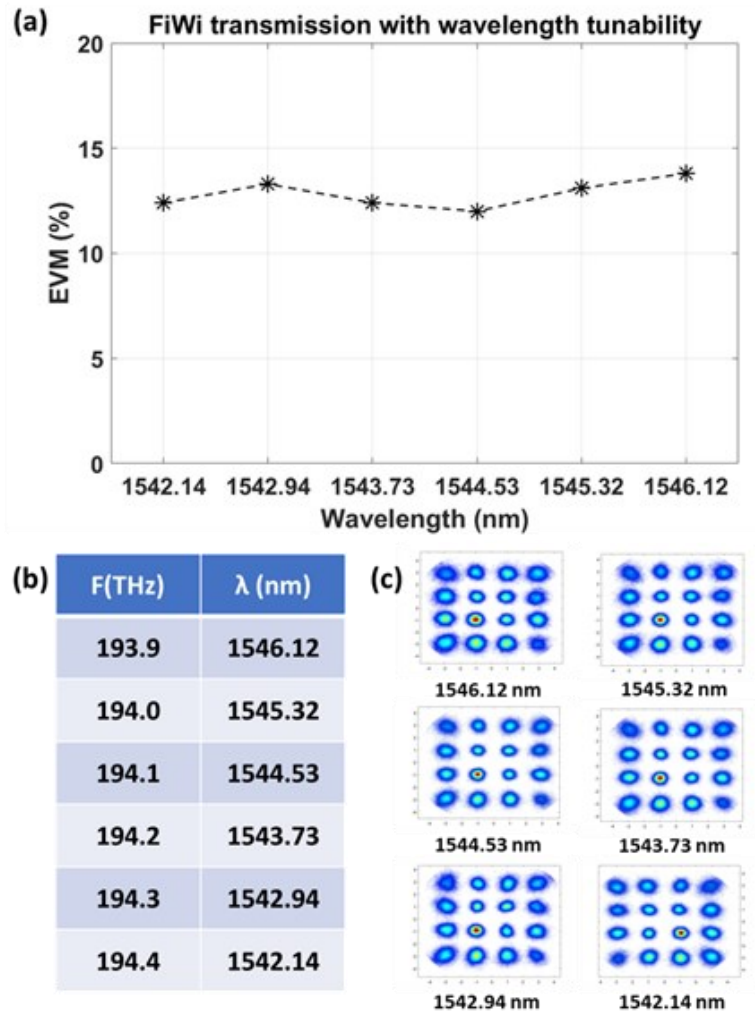 (a)
FiWi transmission with wavelength tunability
20
15
10
5
0
EVM (%)
1542.14 1542.94 1543.73 1544.53 1545.32 1546.12
Wavelength (nm)
(b)
F(THz) λ (nm)
193.9 1546.12
194.0 1545.32
194.1 1544.53
194.2 1543.73
194.3 1542.94
194.4 1542.14
(c)
1546.12 nm 1545.32 nm
1544.53 nm 1543.73 nm
1542.94 nm 1542.14 nm